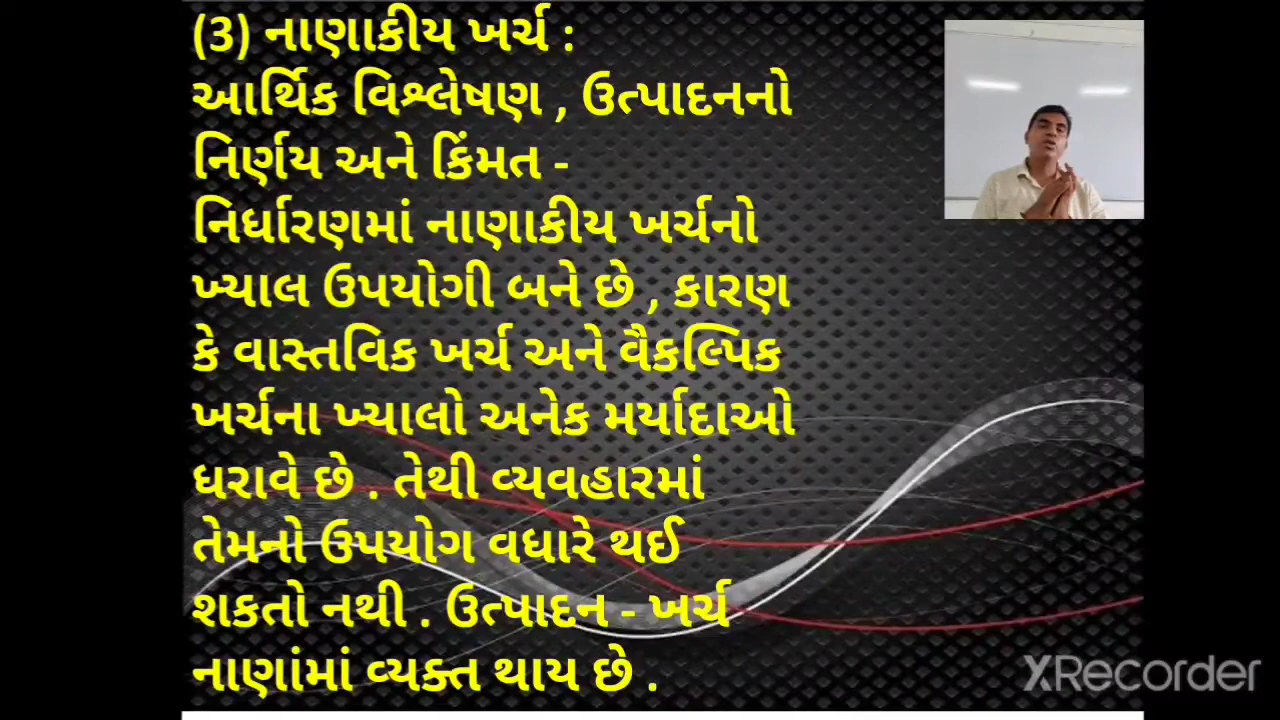 (3) નાણાકીય ખર્ચ :
આર્થિક વિશ્લેષણ , ઉત્પાદનનો
નિર્ણય અને કિંમત -
નિર્ધારણમાં નાણાકીય ખર્ચનો
ખ્યાલ ઉપયોગી બને છે , કારણ
કે વાસ્તવિક ખર્ચ અને વૈકલ્પિક
ખર્ચના ખ્યાલો અનેક મર્યાદાઓ
ધરાવે છે . તેથી વ્યવહારમાં
તેમનો ઉપયોગ વધારે થઈ
શકતો નથી . ઉત્પાદન - ખર્ચ
નાણાંમાં વ્યક્ત થાય છે .
XRecorder